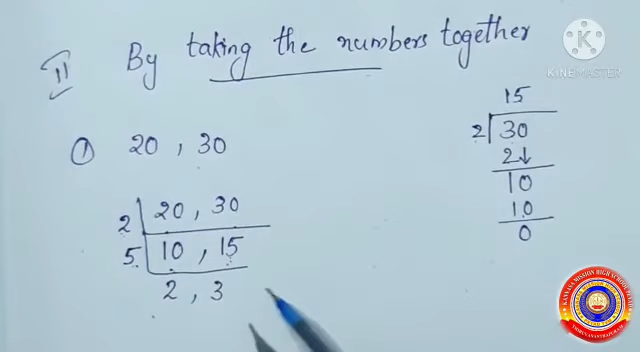 II By taking the numbers together
KINEMASTER
① 20 , 30
2 | 20 , 30
5 | 10 , 15
2 , 3
15
2 | 30
2↓
10
10
0